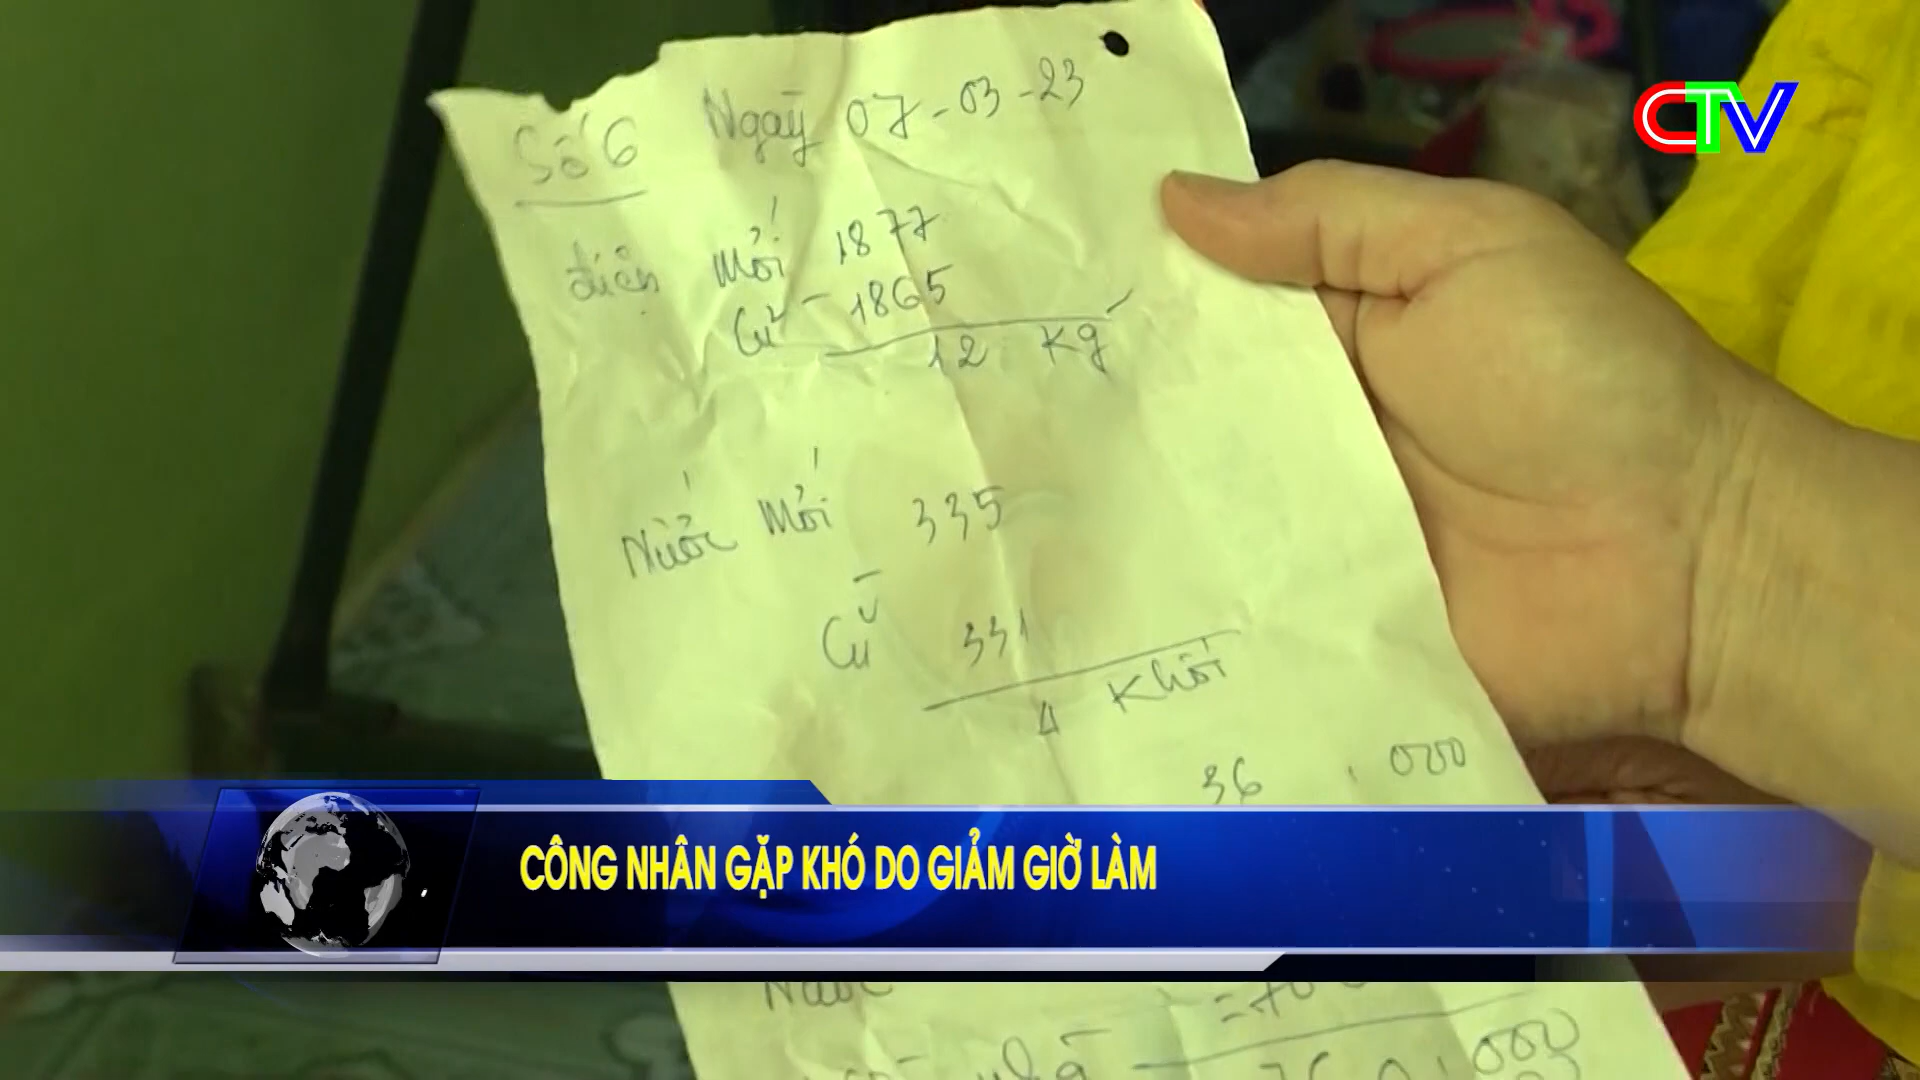 CTV
Số 6 Ngày 07-03-23
điện Mới 1877
Cũ - 1865
12 Kg
Nước Mới 335
Cũ 331
4 Khối
36.000
CÔNG NHÂN GẶP KHÓ DO GIẢM GIỜ LÀM
Nước